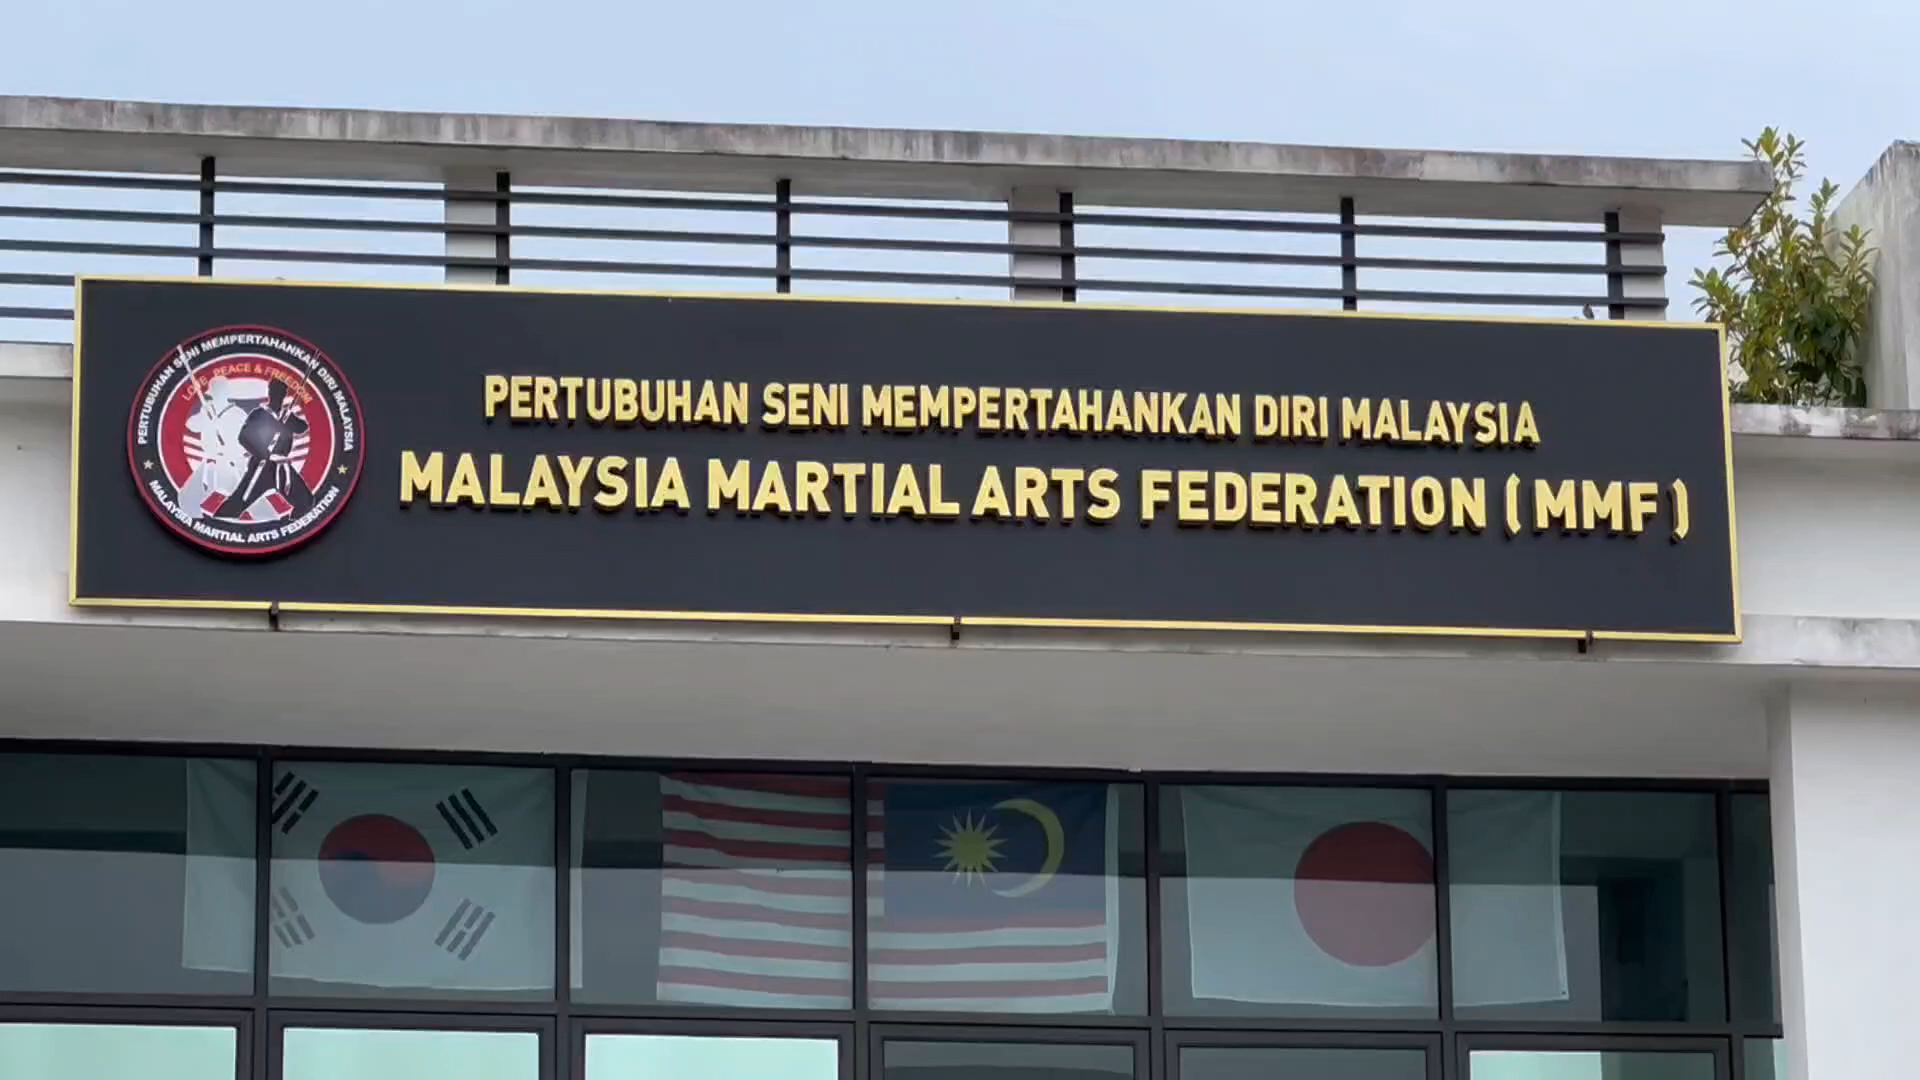 PERTUBUHAN SENI MEMPERTAHANKAN DIRI MALAYSIA
LOVE, PEACE & FREEDOM
MALAYSIA MARTIAL ARTS FEDERATION
PERTUBUHAN SENI MEMPERTAHANKAN DIRI MALAYSIA
MALAYSIA MARTIAL ARTS FEDERATION (MMF)